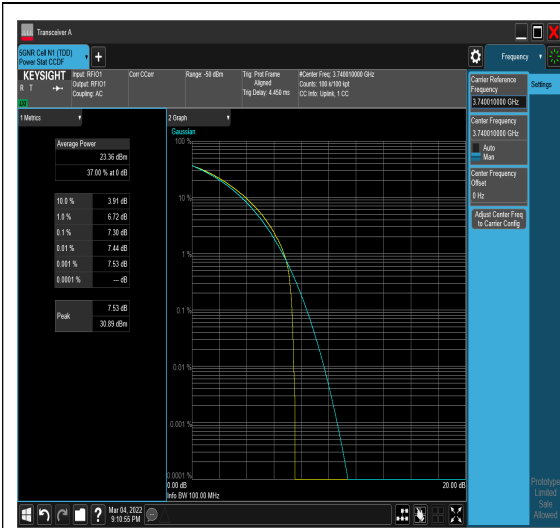 Transceiver A
5GNR Cell N1 (TDD)
Power Stat CCDF
+
Frequency
KEYSIGHT
R T
Input: RFIO1
Output: RFIO1
Coupling: AC
Corr CCorr
Range: -50 dBm
Trig: Prot Frame
Aligned
Trig Delay: 4.450 ms
#Center Freq: 3.740010000 GHz
Counts: 100 k/100 kpt
CC Info: Uplink, 1 CC
Carrier Reference
Frequency
3.740010000 GHz
Settings
Center Frequency
3.740010000 GHz
Auto
Man
Center Frequency
Offset
0 Hz
Adjust Center Freq
to Carrier Config
1 Metrics
Average Power
23.36 dBm
37.00 % at 0 dB
10.0 % 3.91 dB
1.0 % 6.72 dB
0.1 % 7.30 dB
0.01 % 7.44 dB
0.001 % 7.53 dB
0.0001 % --- dB
Peak
7.53 dB
30.89 dBm
2 Graph
Gaussian
100 %
10 %
1 %
0.1 %
0.01 %
0.001 %
0.0001 %
0.00 dB
20.00 dB
Info BW 100.00 MHz
Prototype
Limited
Sale
Allowed
?
Mar 04, 2022
9:10:55 PM